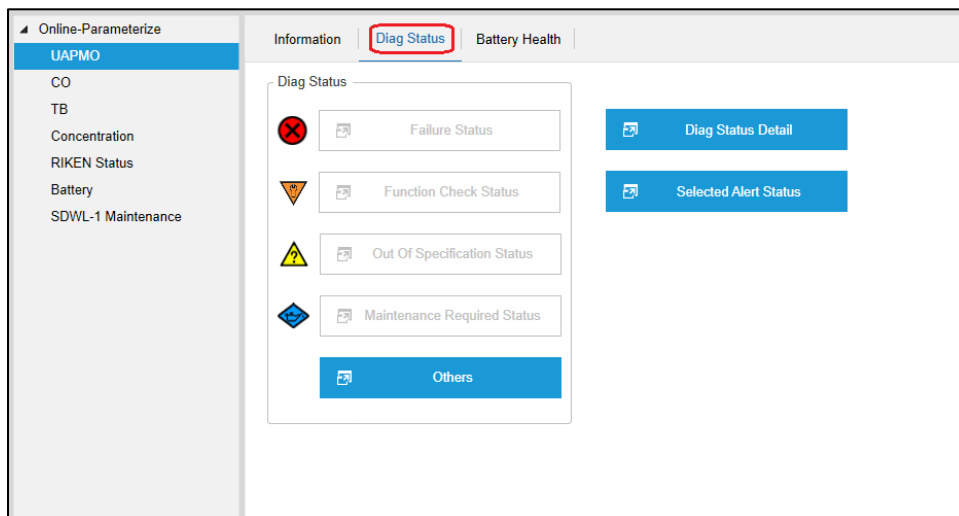 Online-Parameterize
UAPMO
CO
TB
Concentration
RIKEN Status
Battery
SDWL-1 Maintenance
Information
Diag Status
Battery Health
Diag Status
Failure Status
Function Check Status
Out Of Specification Status
Maintenance Required Status
Others
Diag Status Detail
Selected Alert Status